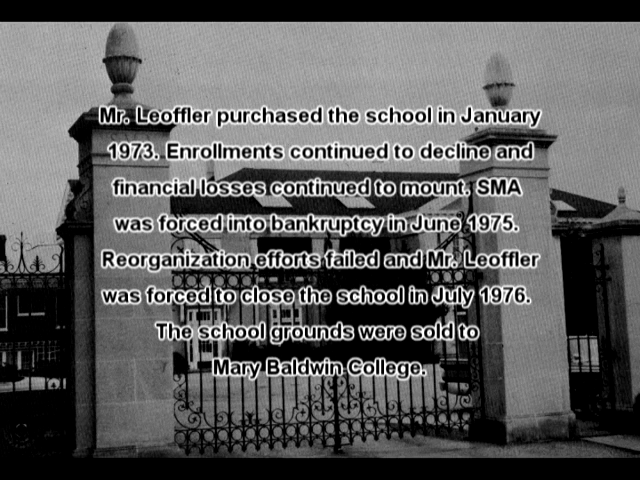 Mr. Leoffler purchased the school in January
1973. Enrollments continued to decline and
financial losses continued to mount. SMA
was forced into bankruptcy in June 1975.
Reorganization efforts failed and Mr. Leoffler
was forced to close the school in July 1976.
The school grounds were sold to
Mary Baldwin College.